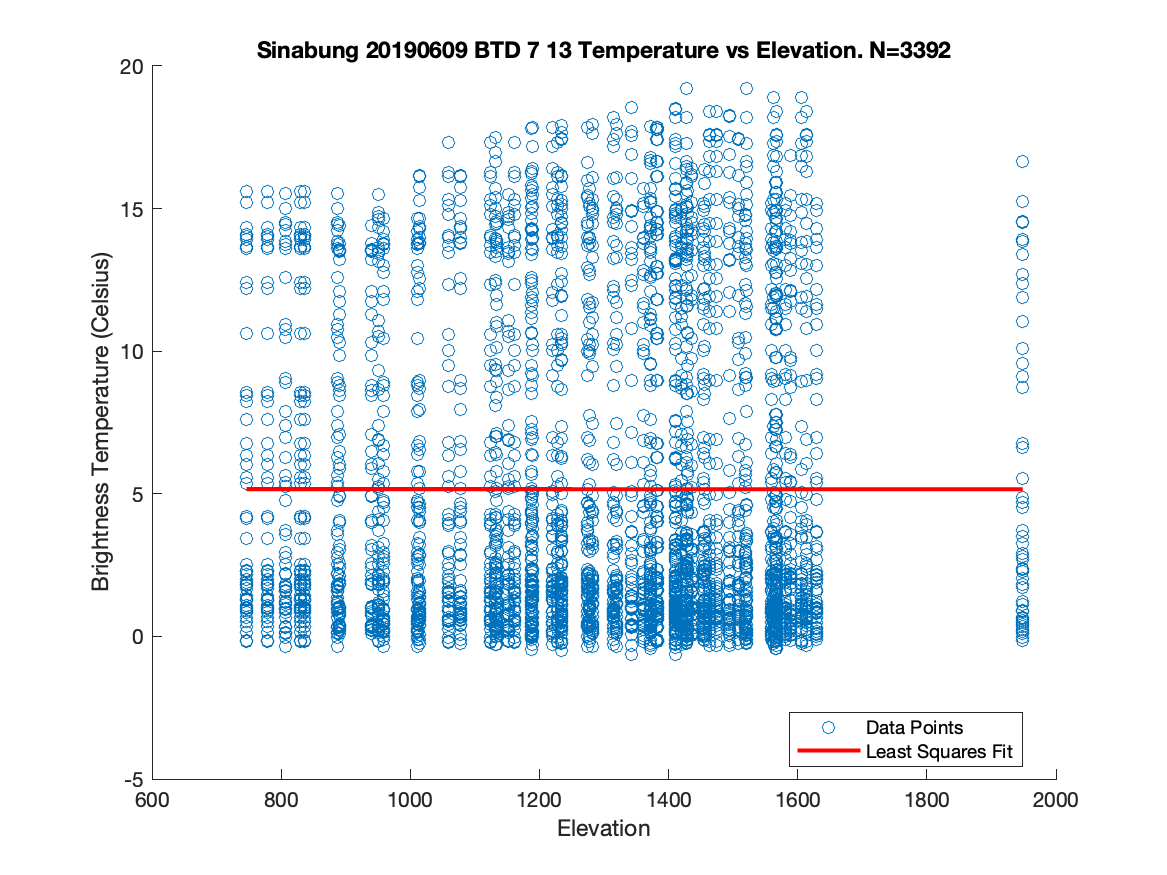 Sinabung 20190609 BTD 7 13 Temperature vs Elevation. N=3392
20
15
10
5
0
-5
Brightness Temperature (Celsius)
Data Points
Least Squares Fit
600 800 1000 1200 1400 1600 1800 2000
Elevation